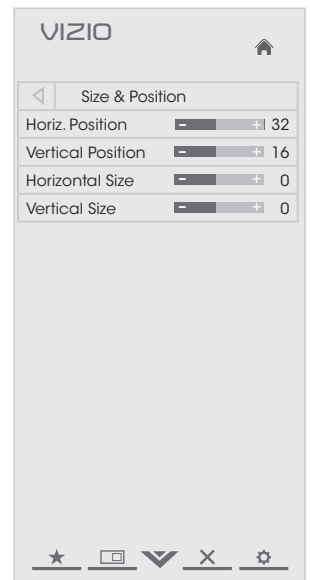 VIZIO
Size & Position
Horiz. Position - + 32
Vertical Position - + 16
Horizontal Size - + 0
Vertical Size - + 0